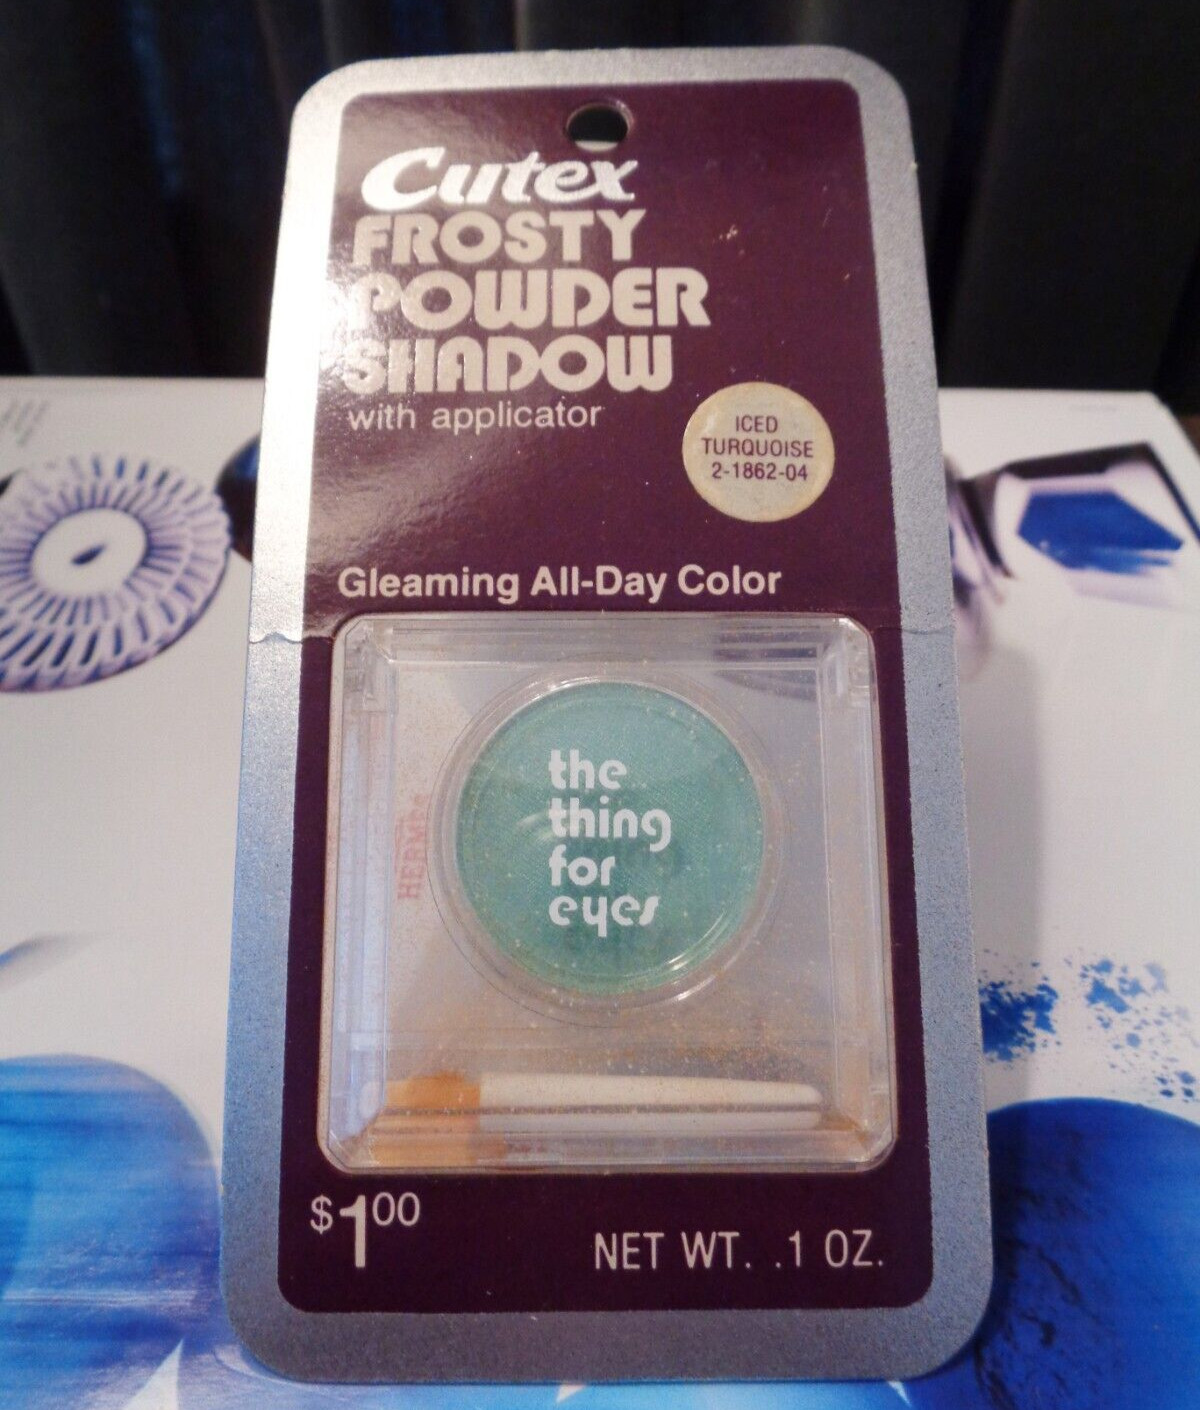 Cutex
FROSTY
POWDER
SHADOW
with applicator
ICED
TURQUOISE
2-1862-04
Gleaming All-Day Color
the
thing
for
eyes
$1.00
NET WT. .1 OZ.